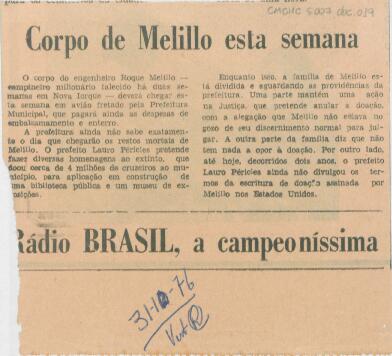 CMDHC S007 doc. 019
Corpo de Melillo esta semana
O corpo do engenheiro Roque Melillo —
campineiro milionário falecido há duas se-
manas em Nova Iorque — deverá chegar
esta semana em avião fretado pela Prefeitura
Municipal, que pagará ainda as despesas de
embalsamamento e enterro.
A prefeitura ainda não sabe exatamen-
te o dia que chegarão os restos mortais de
Melillo. O prefeito Lauro Péricles pretende
fazer diversas homenagens ao extinto, que
doou cerca de 4 milhões de cruzeiros ao mu-
nicípio, para aplicação em construção de
uma biblioteca pública e um museu de ex-
posições.
Enquanto isso, a família de Melillo
está dividida e aguardando as providências da
prefeitura. Uma parte mantém uma ação
na Justiça, que pretende anular a doação,
com a alegação que Melillo não estava no
gozo de seu discernimento normal para jul-
gar. A outra parte da família diz que não
tem nada a opor à doação. Por outro lado,
até hoje, decorridos dois anos, o prefeito
Lauro Péricles ainda não divulgou os ter-
mos da escritura de doação assinada por
Melillo nos Estados Unidos.
Rádio BRASIL, a campeoníssima
31-10-76